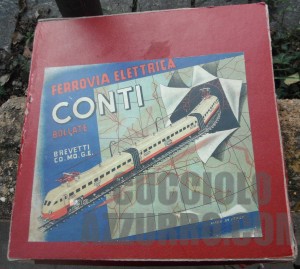 FERROVIA ELETTRICA
CONTI
BOLLATE
BREVETTI
CO. MO. G.E.
CUCCIOLO
AZZURRO.COM